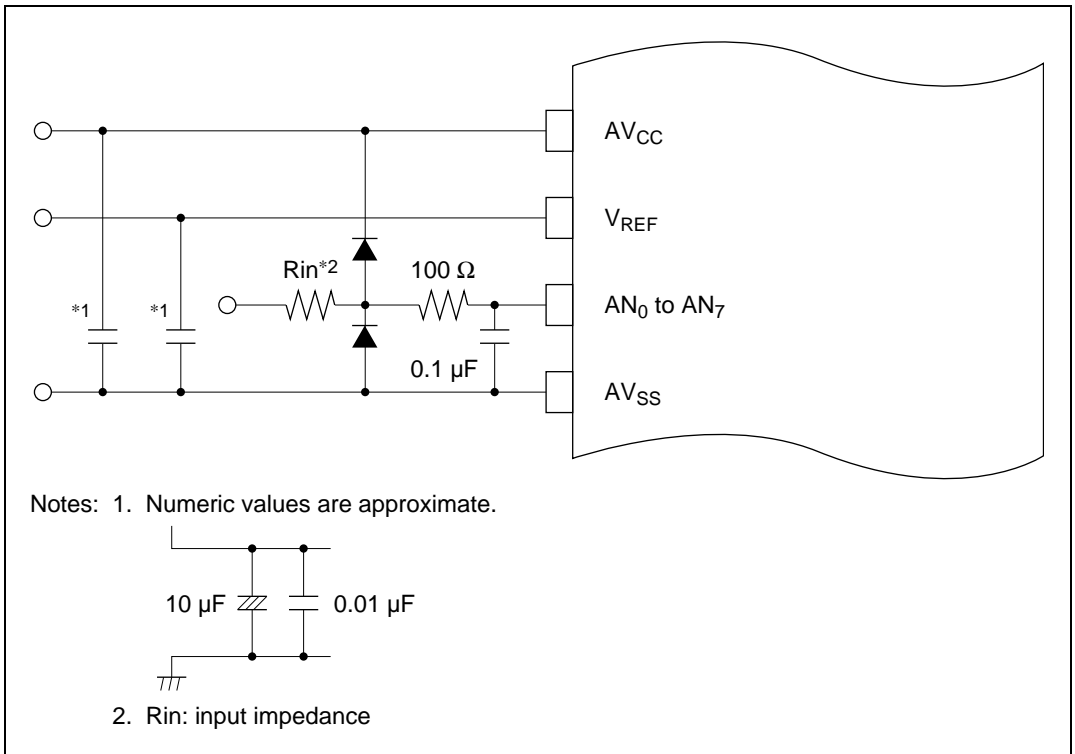 AVCC
VREF
Rin*2 100 Ω
*1 *1 AN0 to AN7
0.1 µF
AVSS
Notes: 1. Numeric values are approximate.
10 µF 0.01 µF
2. Rin: input impedance